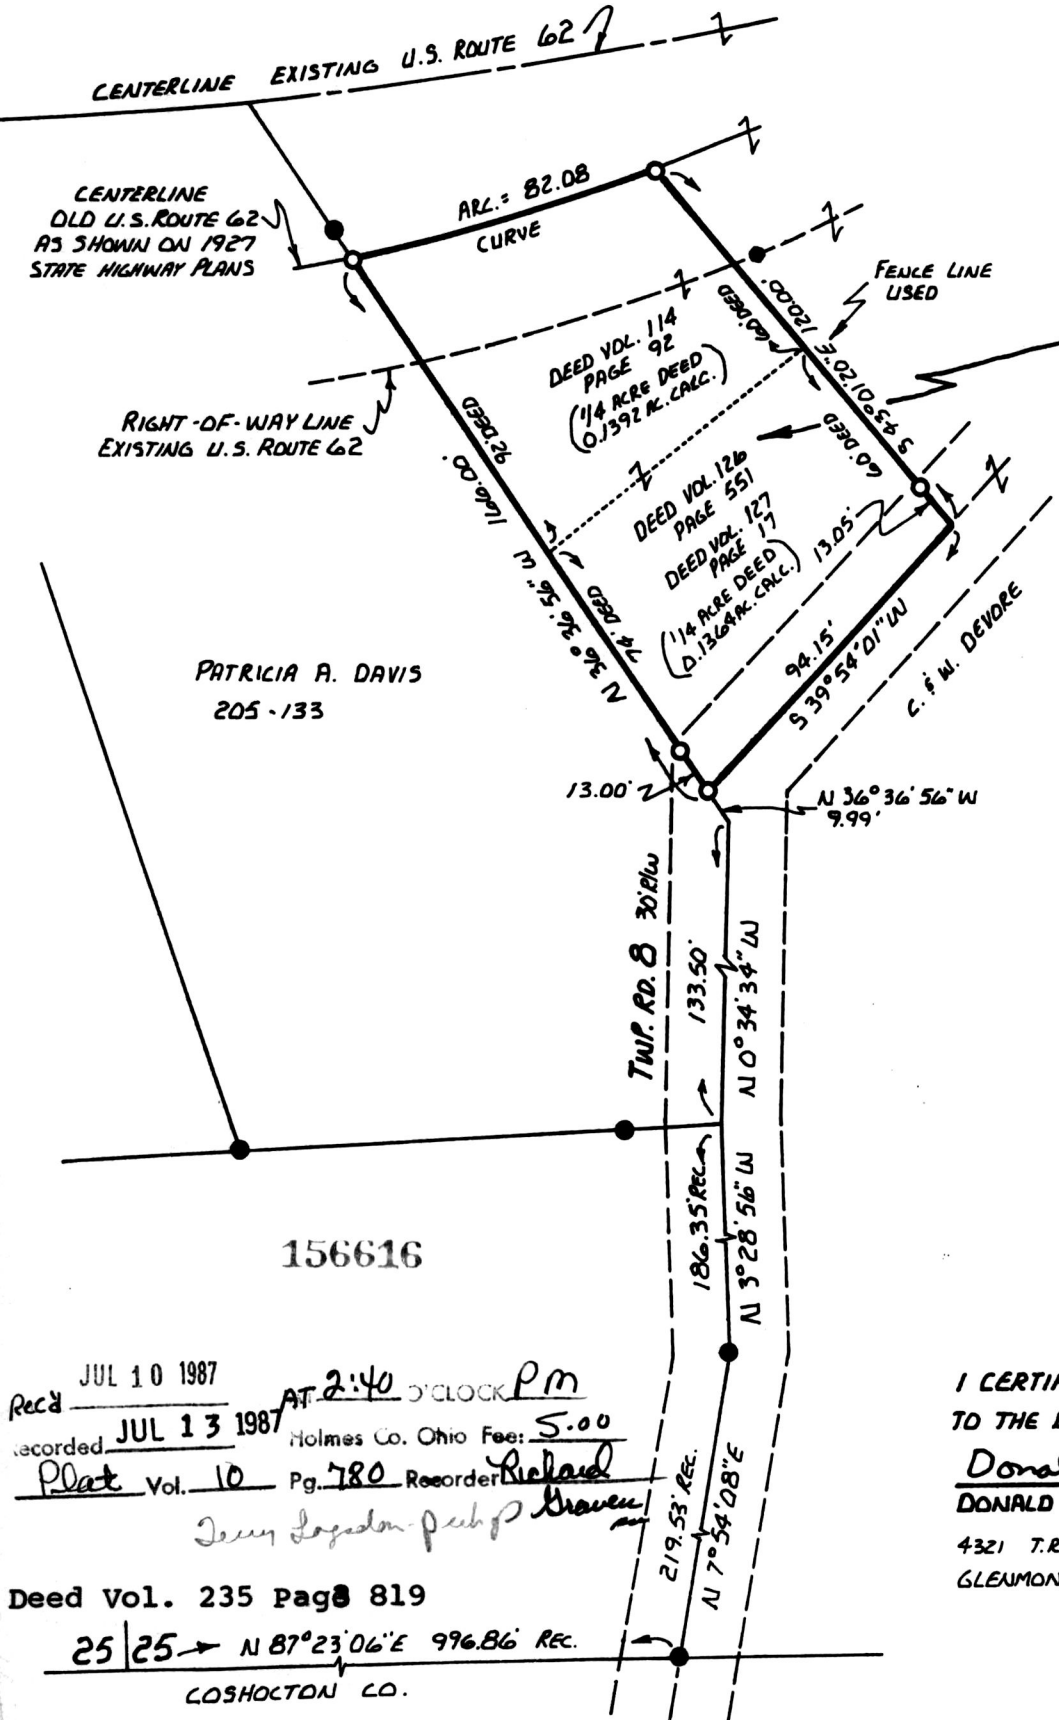 CENTERLINE EXISTING U.S. ROUTE 62
CENTERLINE
OLD U.S. ROUTE 62
AS SHOWN ON 1927
STATE HIGHWAY PLANS
ARC.= 82.08
CURVE
FENCE LINE
USED
RIGHT-OF-WAY LINE
EXISTING U.S. ROUTE 62
DEED VOL. 114
PAGE 92
(1/4 ACRE DEED
0.1392 AC. CALC.)
60' DEED
S 43° 01' 20" E 120.00'
60' DEED
92' DEED
166.00'
N 36° 36' 56" W
74' DEED
DEED VOL. 126
PAGE 551
DEED VOL. 127
PAGE 17
(1/4 ACRE DEED
0.1364 AC. CALC.)
13.05'
94.15'
S 39° 54' 01" W
C. & W. DEVORE
PATRICIA A. DAVIS
205-133
13.00'
N 36° 36' 56" W
9.99'
TWP. RD. 8 30' R/W
133.50'
N 0° 34' 34" W
186.35' REC.
N 3° 28' 56" W
156616
Rec'd JUL 10 1987 AT 2:40 O'CLOCK PM
ecorded JUL 13 1987 Holmes Co. Ohio Fee: 5.00
Plat Vol. 10 Pg. 780 Recorder Richard
Graven
219.53' REC.
N 7° 54' 08" E
I CERTI
TO THE
Dona
DONALD
4321 T.R
GLENMON
Deed Vol. 235 Page 819
25 | 25 N 87° 23' 06" E 996.86' REC.
COSHOCTON CO.